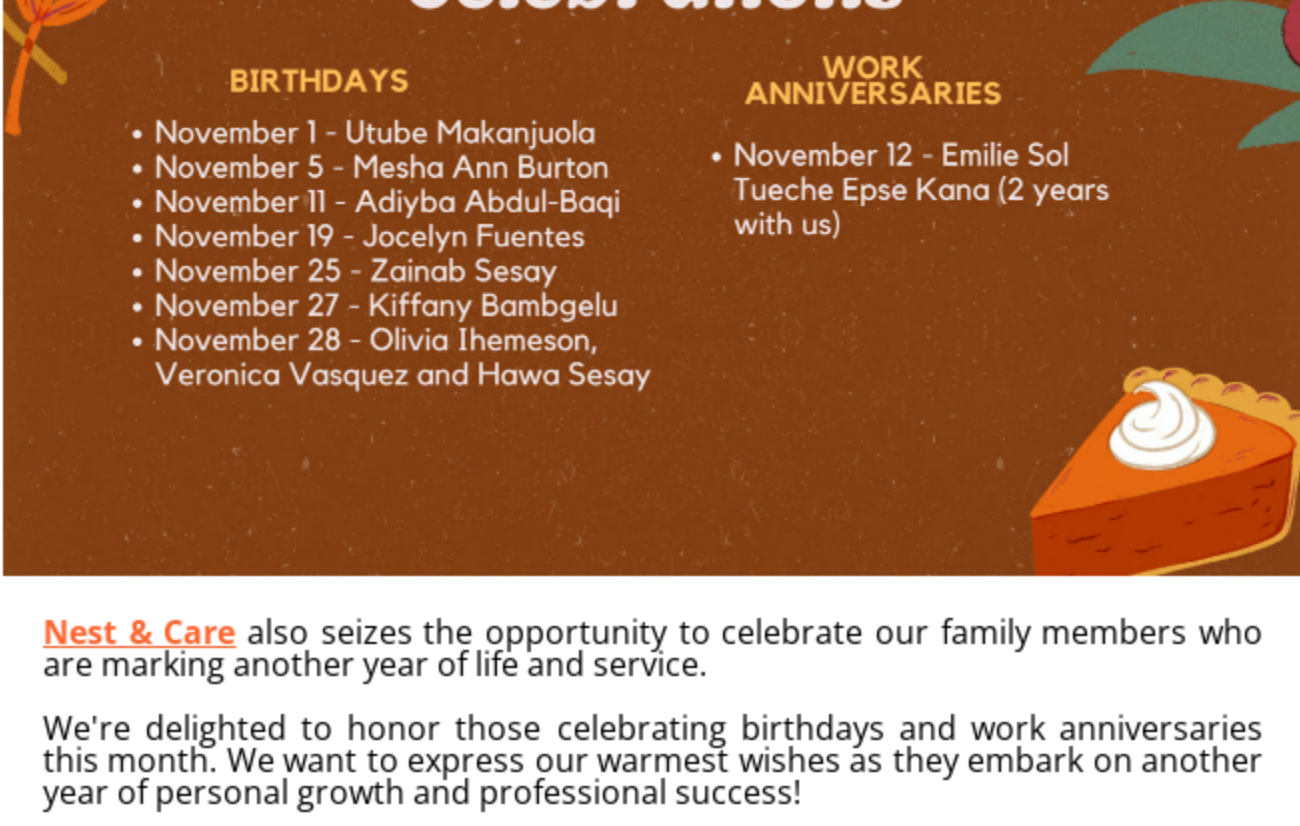 Celebrations
BIRTHDAYS
• November 1 - Utube Makanjuola
• November 5 - Mesha Ann Burton
• November 11 - Adiyba Abdul-Baqi
• November 19 - Jocelyn Fuentes
• November 25 - Zainab Sesay
• November 27 - Kiffany Bambgelu
• November 28 - Olivia Ihemeson,
Veronica Vasquez and Hawa Sesay
WORK
ANNIVERSARIES
• November 12 - Emilie Sol
Tueche Epse Kana (2 years
with us)
Nest & Care also seizes the opportunity to celebrate our family members who
are marking another year of life and service.
We're delighted to honor those celebrating birthdays and work anniversaries
this month. We want to express our warmest wishes as they embark on another
year of personal growth and professional success!